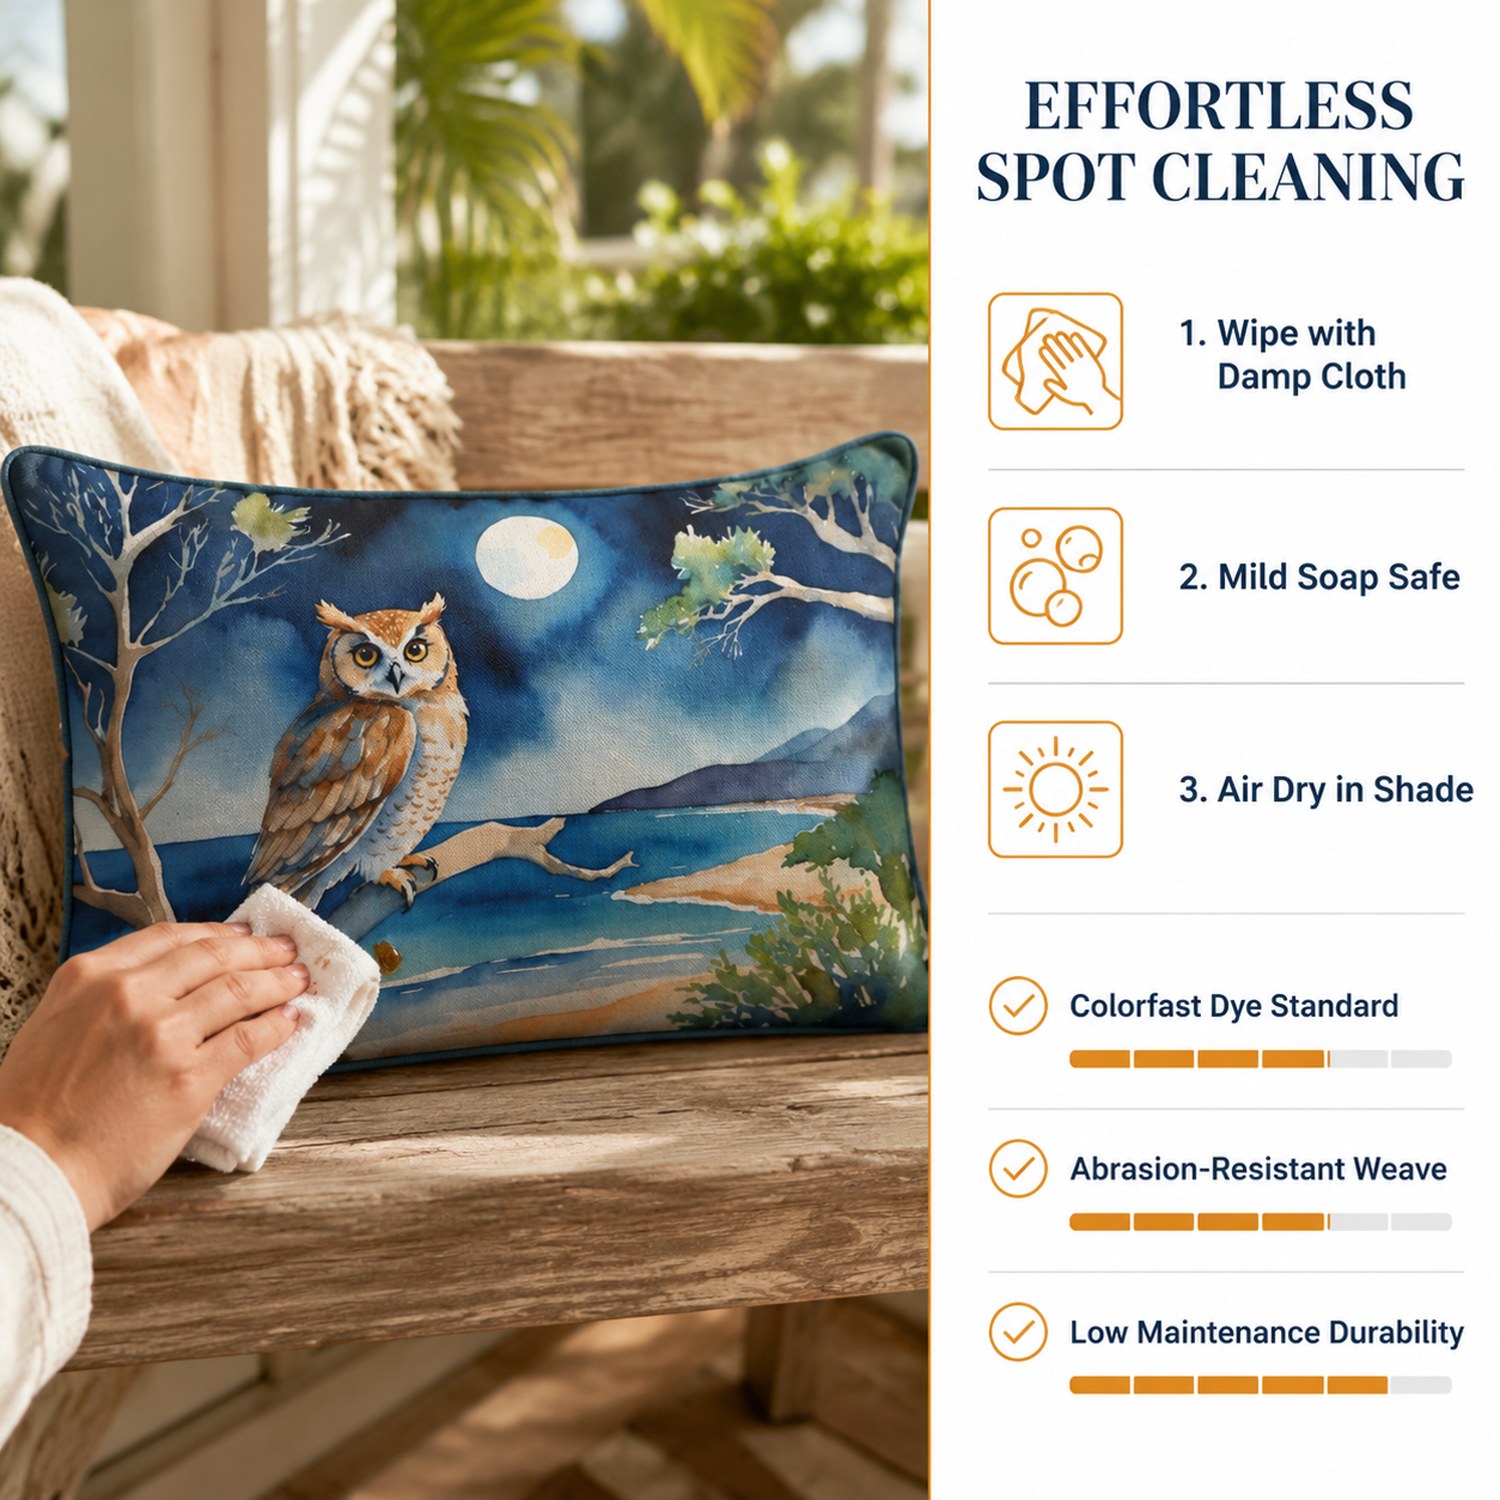 EFFORTLESS
SPOT CLEANING
1. Wipe with
Damp Cloth
2. Mild Soap Safe
3. Air Dry in Shade
Colorfast Dye Standard
Abrasion-Resistant Weave
Low Maintenance Durability